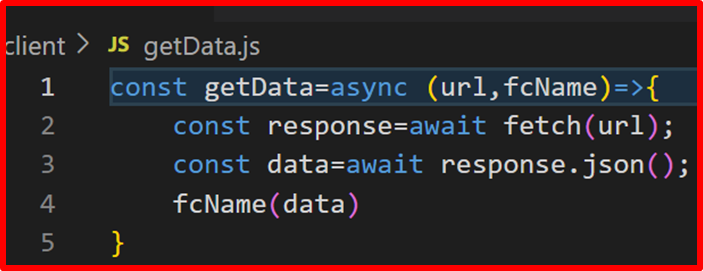 client > JS getData.js
1 const getData=async (url,fcName)=>{
2 const response=await fetch(url);
3 const data=await response.json();
4 fcName(data)
5 }